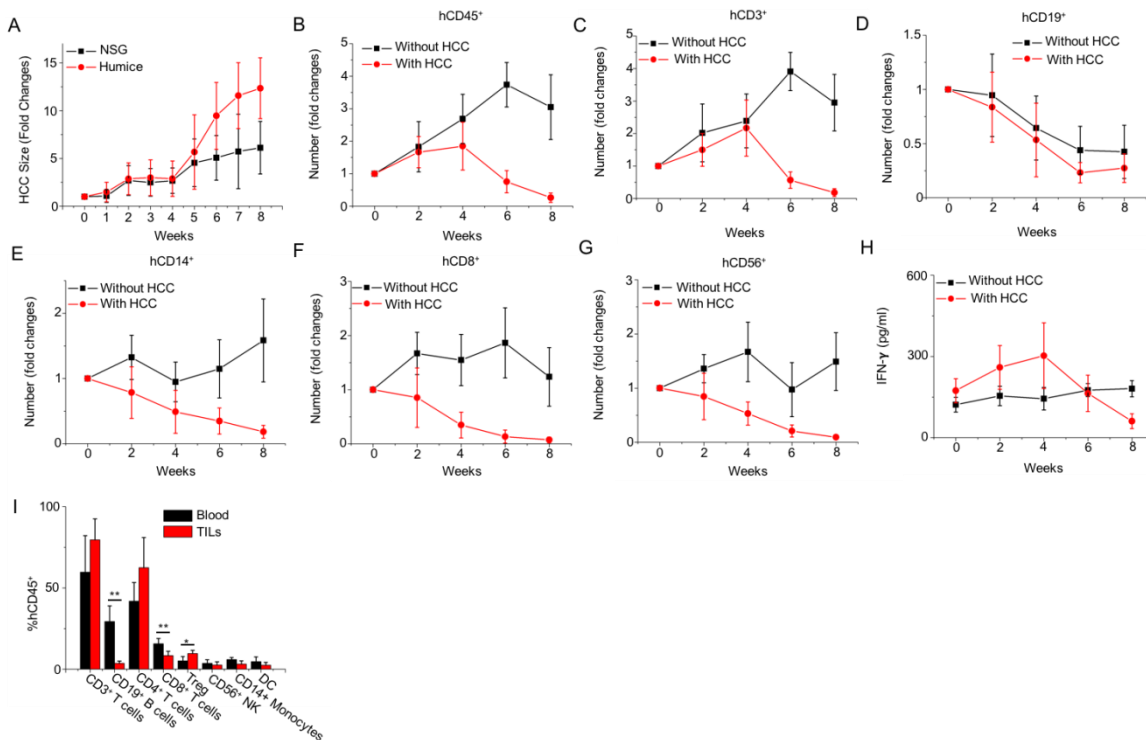 A
HCC Size (Fold Changes)
15
10
5
0
NSG
Humice
0 1 2 3 4 5 6 7 8
Weeks
B
hCD45⁺
Number (fold changes)
5
4
3
2
1
0
Without HCC
With HCC
0 2 4 6 8
Weeks
C
hCD3⁺
Number (fold changes)
5
4
3
2
1
0
Without HCC
With HCC
0 2 4 6 8
Weeks
D
hCD19⁺
Number (fold changes)
1.5
1
0.5
0
Without HCC
With HCC
0 2 4 6 8
Weeks
E
hCD14⁺
Number (fold changes)
2
1
0
Without HCC
With HCC
0 2 4 6 8
Weeks
F
hCD8⁺
Number (fold changes)
3
2
1
0
Without HCC
With HCC
0 2 4 6 8
Weeks
G
hCD56⁺
Number (fold changes)
3
2
1
0
Without HCC
With HCC
0 2 4 6 8
Weeks
H
IFN-γ (pg/ml)
600
300
0
Without HCC
With HCC
0 2 4 6 8
Weeks
I
%hCD45⁺
100
50
0
Blood
TILs
**
**
*
CD3⁺ T cells
CD19⁺ B cells
CD4⁺ T cells
CD8⁺ T cells
Treg
CD56⁺ NK
CD14+ Monocytes
DC